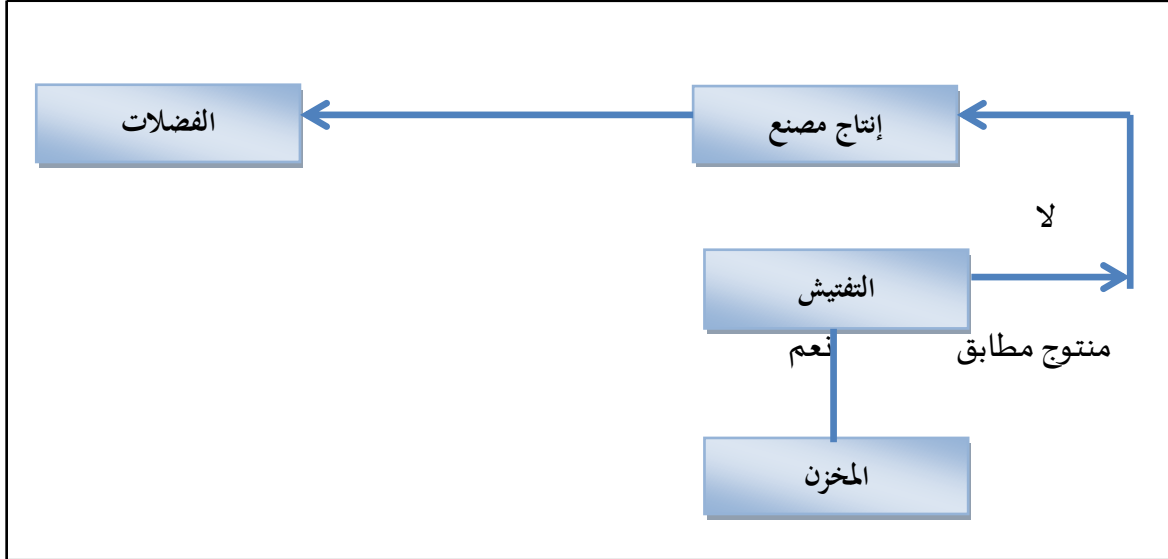 إنتاج مصنع
الفضلات
لا
التفتيش
منتوج مطابق
نعم
المخزن